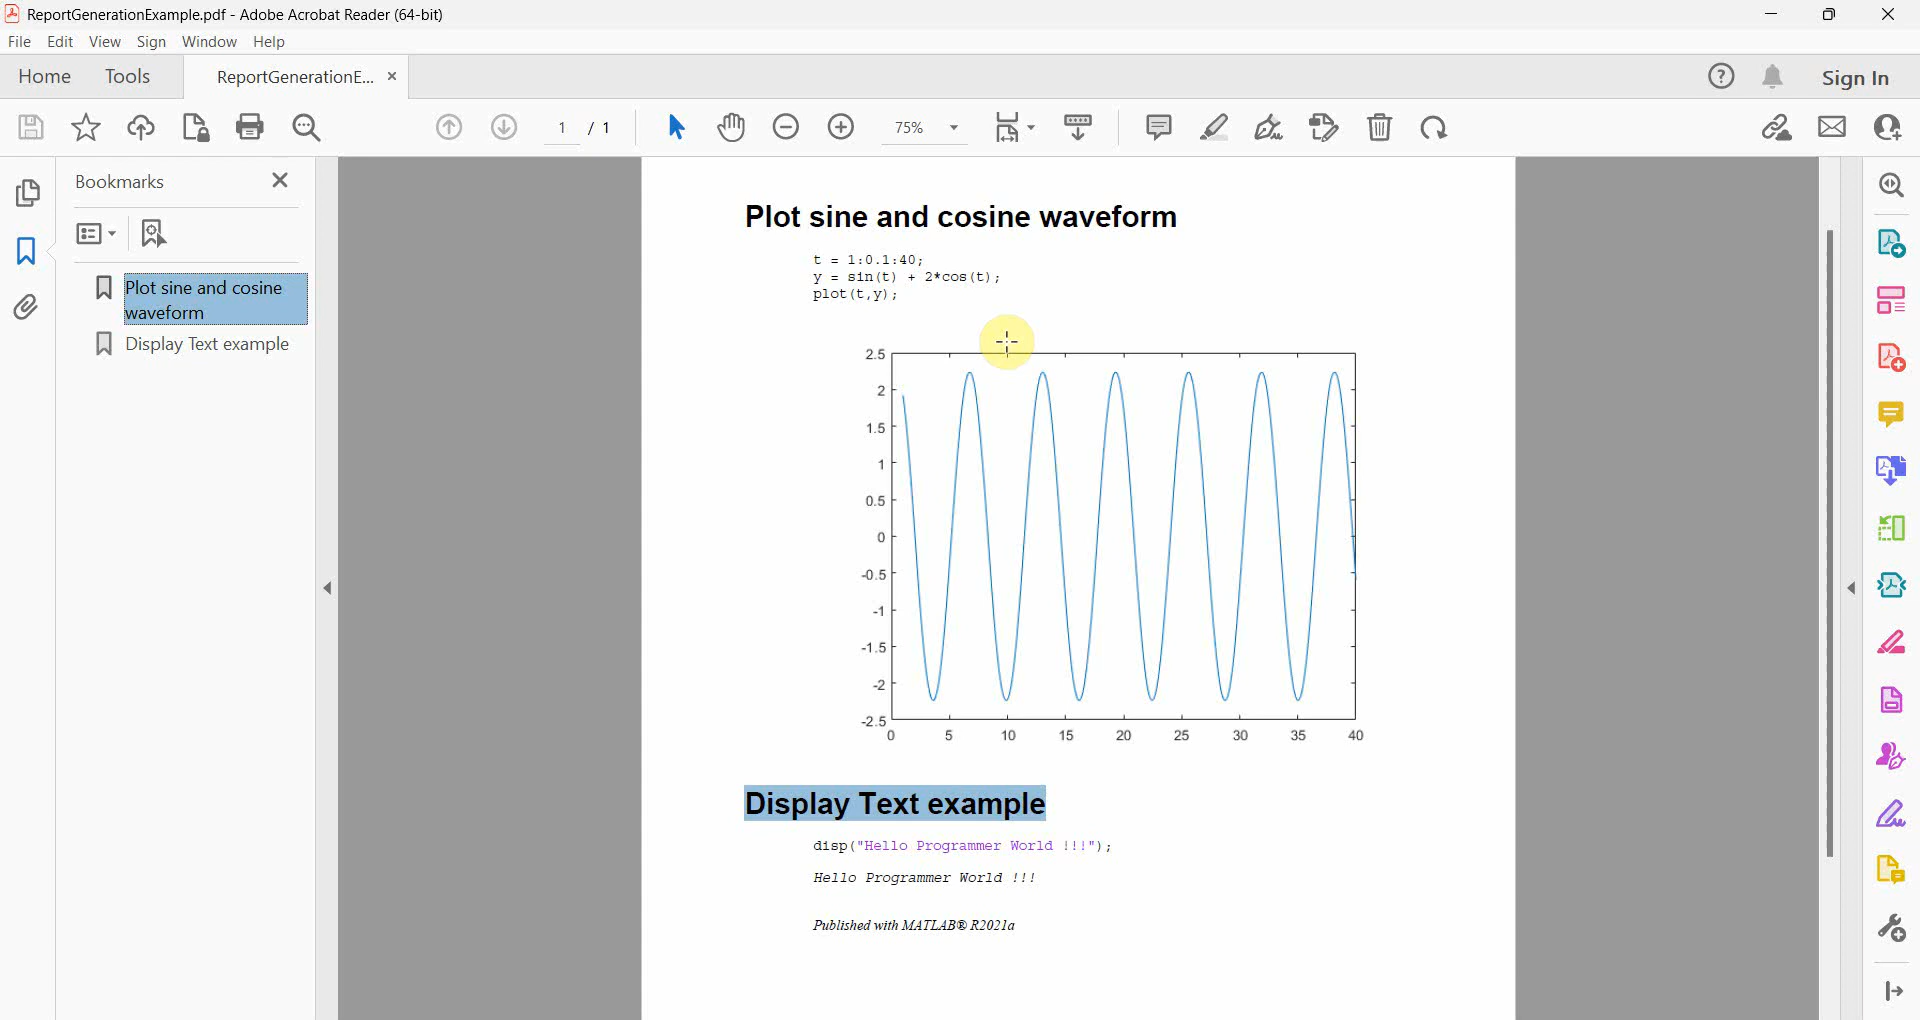 ReportGenerationExample.pdf - Adobe Acrobat Reader (64-bit)
File Edit View Sign Window Help
Home Tools ReportGenerationE... Sign In
1 / 1 75%
Bookmarks
Plot sine and cosine
waveform
Display Text example
Plot sine and cosine waveform
t = 1:0.1:40;
y = sin(t) + 2*cos(t);
plot(t,y);
2.5
2
1.5
1
0.5
0
-0.5
-1
-1.5
-2
-2.5
0 5 10 15 20 25 30 35 40
Display Text example
disp("Hello Programmer World !!!");
Hello Programmer World !!!
Published with MATLAB® R2021a